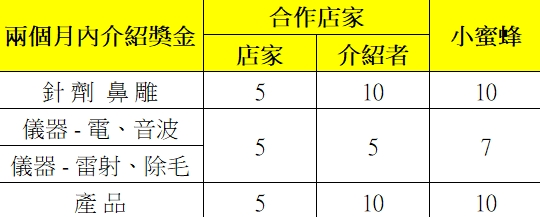 兩個月內介紹獎金 合作店家 小蜜蜂
店家 介紹者
針劑 鼻雕 5 10 10
儀器 - 電、音波 5 5 7
儀器 - 雷射、除毛
產品 5 10 10